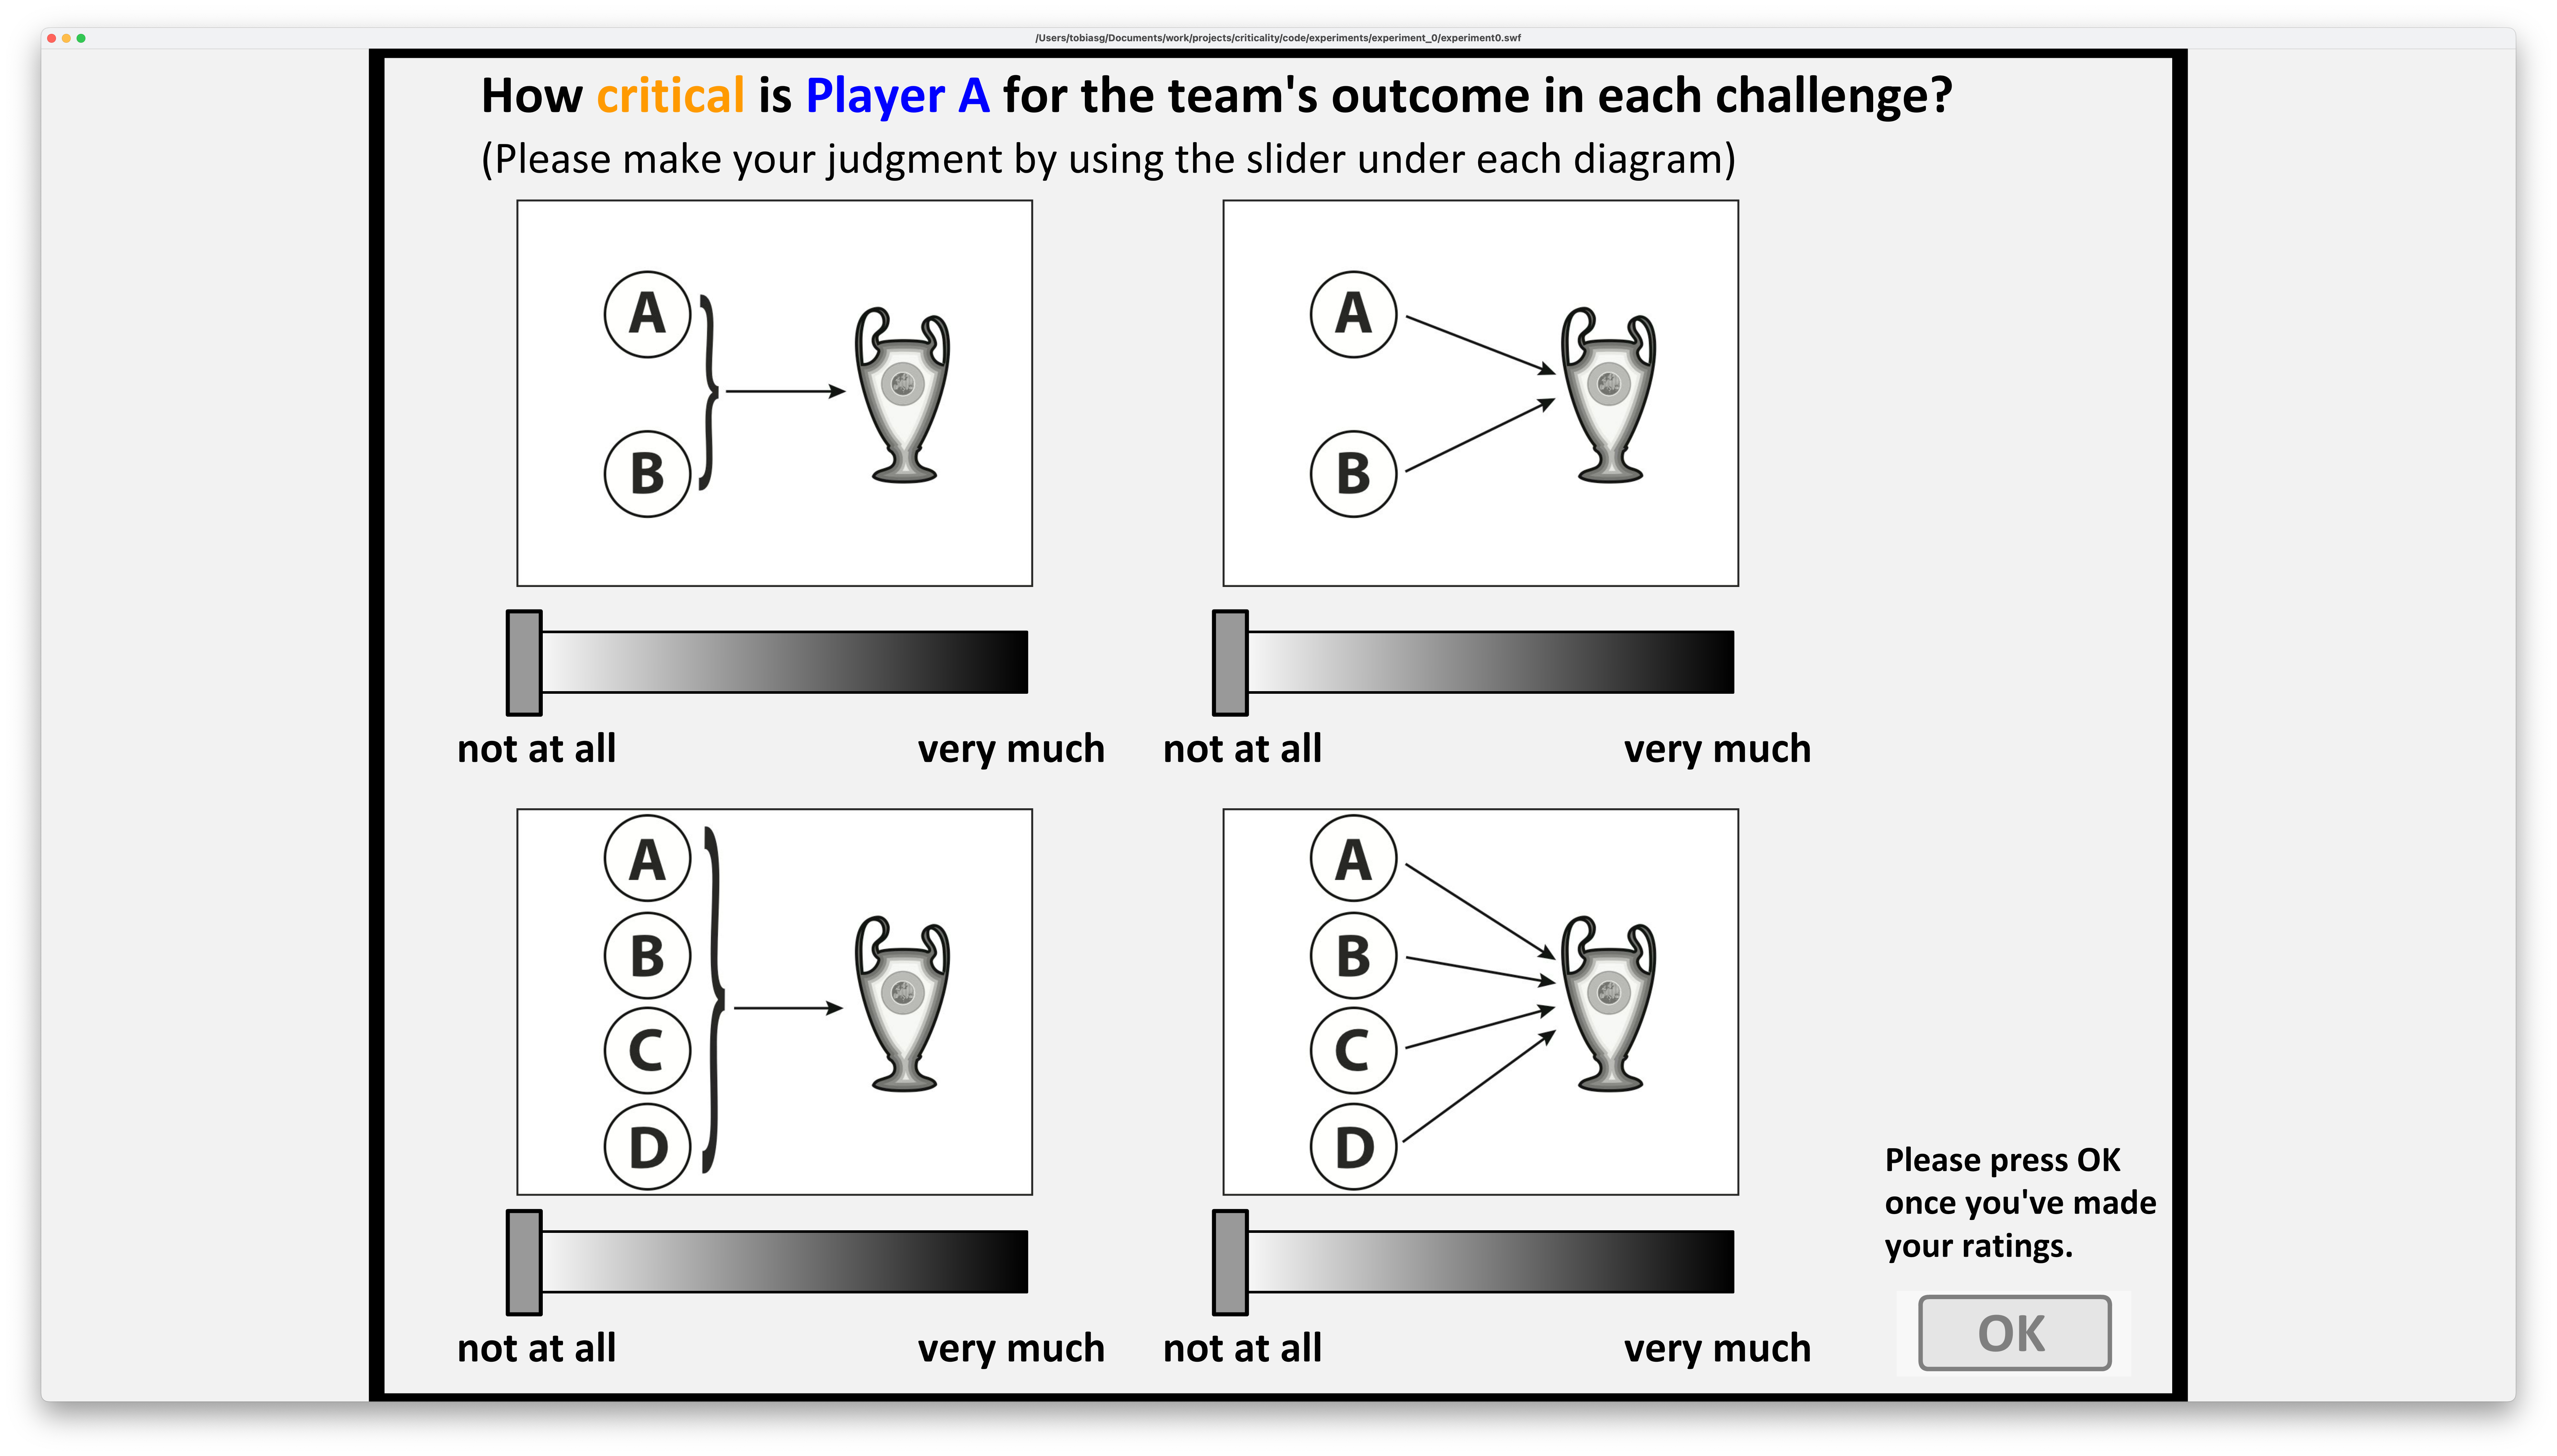 /Users/tobiasg/Documents/work/projects/criticality/code/experiments/experiment_0/experiment0.swf
How critical is Player A for the team's outcome in each challenge?
(Please make your judgment by using the slider under each diagram)
A
B
A
B
not at all
very much
not at all
very much
A
B
C
D
A
B
C
D
not at all
very much
not at all
very much
Please press OK
once you've made
your ratings.
OK